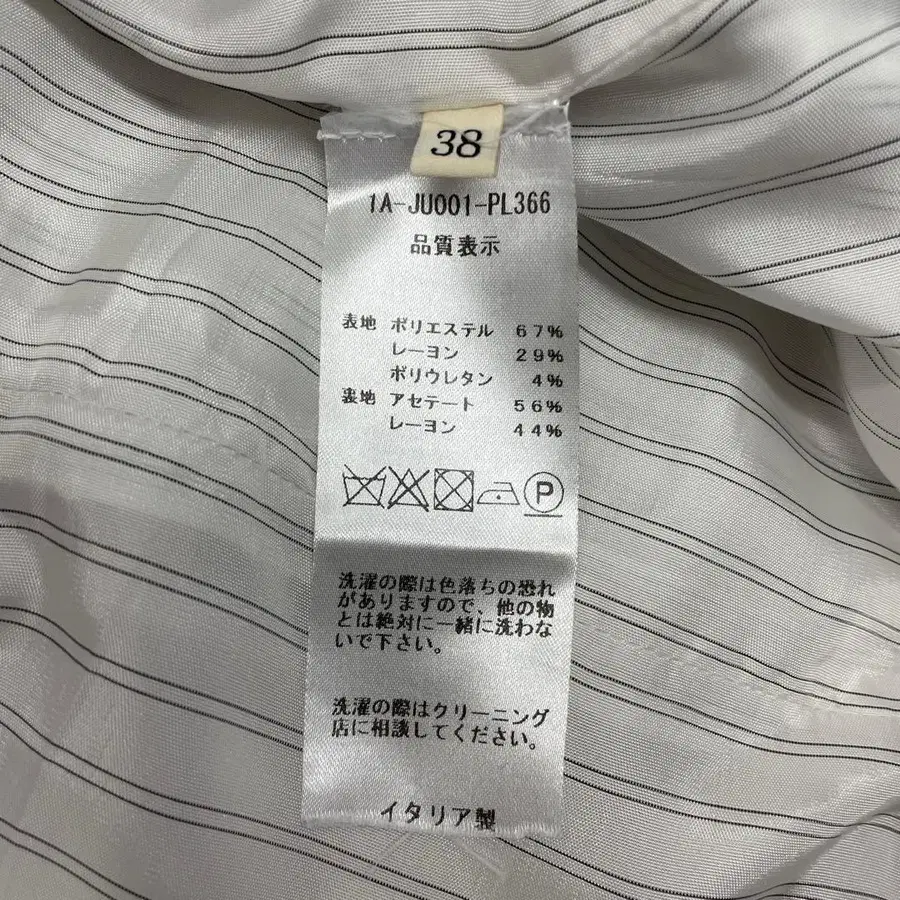 38
1A-JU001-PL366
品質表示
表地 ポリエステル 67%
レーヨン 29%
ポリウレタン 4%
裏地 アセテート 56%
レーヨン 44%
P
洗濯の際は色落ちの恐れ
がありますので、他の物
とは絶対に一緒に洗わな
いで下さい。
洗濯の際はクリーニング
店に相談してください。
イタリア製